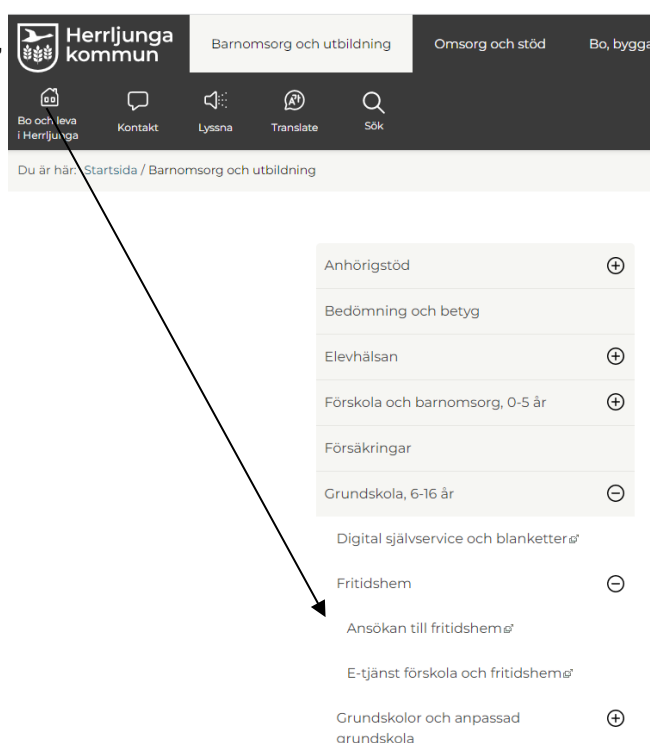 Herrljunga
kommun
Barnomsorg och utbildning
Omsorg och stöd
Bo, bygga
Bo och leva
i Herrljunga
Kontakt
Lyssna
Translate
Sök
Du är här: Startsida / Barnomsorg och utbildning
Anhörigstöd
Bedömning och betyg
Elevhälsan
Förskola och barnomsorg, 0-5 år
Försäkringar
Grundskola, 6-16 år
Digital självservice och blanketter
Fritidshem
Ansökan till fritidshem
E-tjänst förskola och fritidshem
Grundskolor och anpassad
grundskola